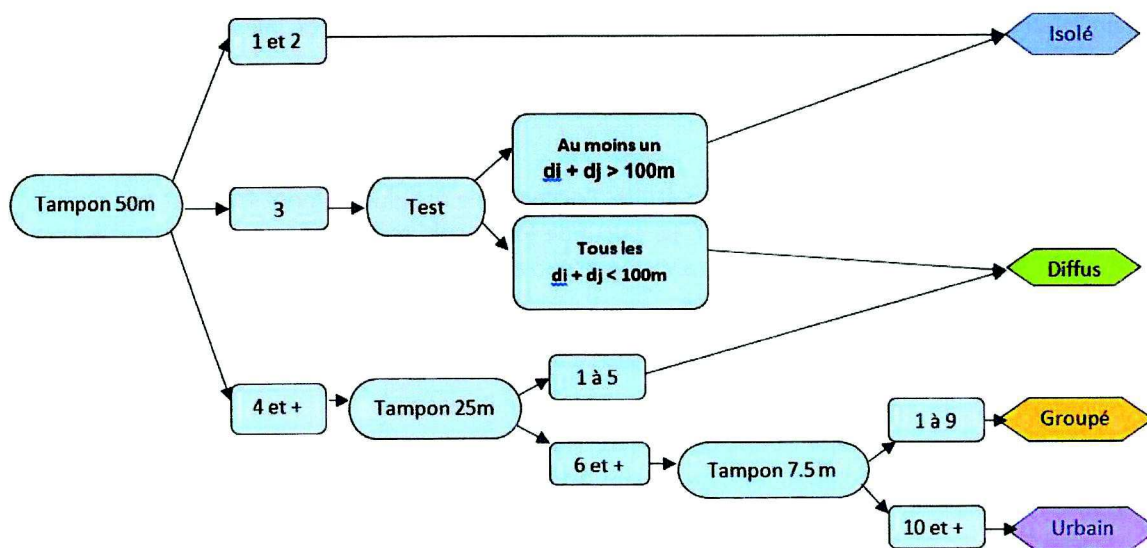 1 et 2
Isolé
Au moins un
di + dj > 100m
Tampon 50m
3
Test
Tous les
di + dj < 100m
Diffus
4 et +
Tampon 25m
1 à 5
6 et +
Tampon 7.5 m
1 à 9
Groupé
10 et +
Urbain